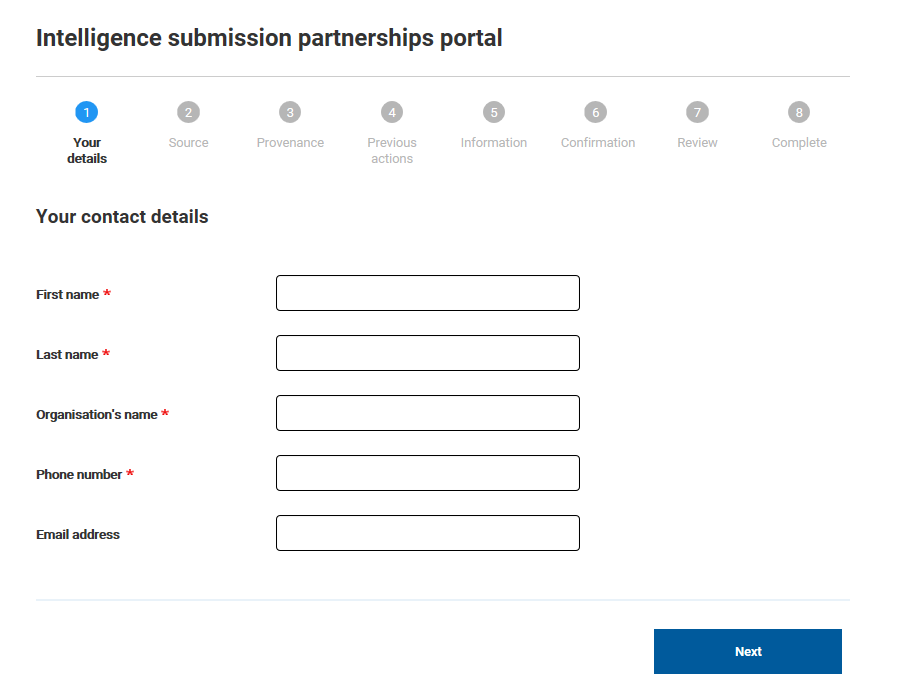 Intelligence submission partnerships portal
1 2 3 4 5 6 7 8
Your Source Provenance Previous Information Confirmation Review Complete
details actions
Your contact details
First name *
Last name *
Organisation's name *
Phone number *
Email address
Next